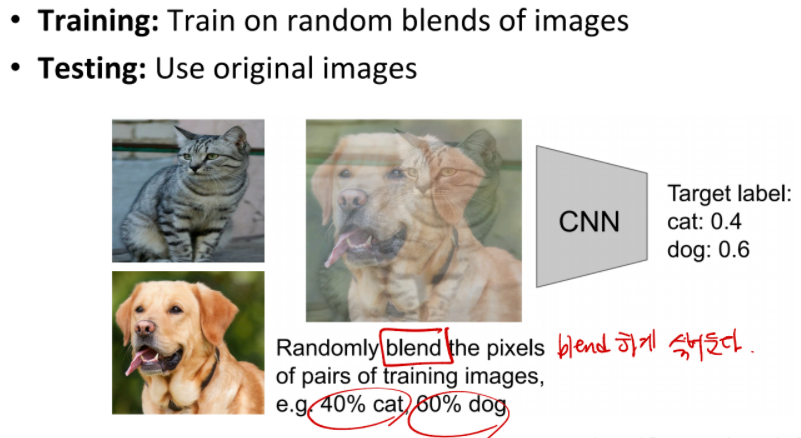 • Training: Train on random blends of images
• Testing: Use original images
CNN
Target label:
cat: 0.4
dog: 0.6
Randomly blend the pixels
of pairs of training images,
e.g. 40% cat, 60% dog
blend 하게 섞어둔다.